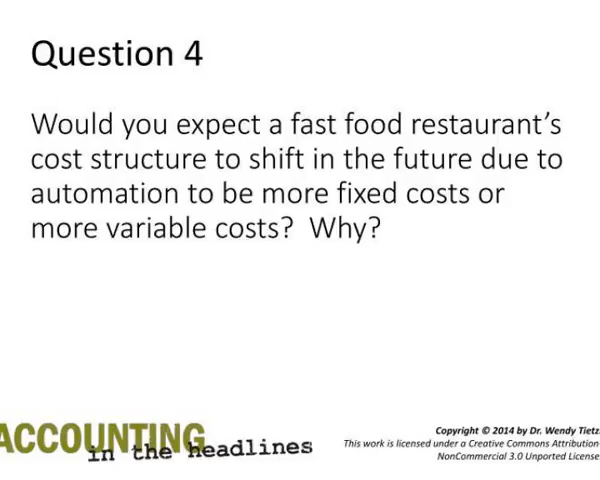 Question 4
Would you expect a fast food restaurant’s
cost structure to shift in the future due to
automation to be more fixed costs or
more variable costs?  Why?
ACCOUNTING
in the headlines
Copyright © 2014 by Dr. Wendy Tietz
This work is licensed under a Creative Commons Attribution-
NonCommercial 3.0 Unported License